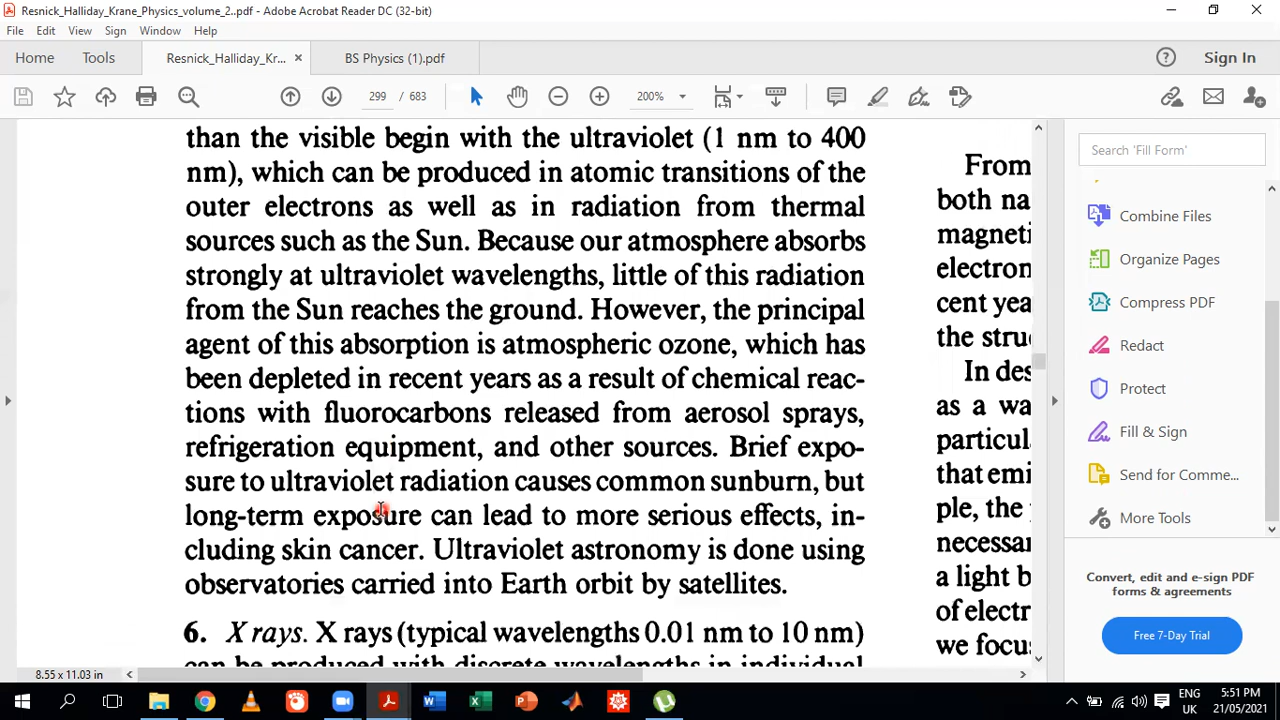 Resnick_Halliday_Krane_Physics_volume_2..pdf - Adobe Acrobat Reader DC (32-bit)
File Edit View Sign Window Help
Home Tools Resnick_Halliday_Kr... × BS Physics (1).pdf Sign In
299 / 683 200%
than the visible begin with the ultraviolet (1 nm to 400
nm), which can be produced in atomic transitions of the
outer electrons as well as in radiation from thermal
sources such as the Sun. Because our atmosphere absorbs
strongly at ultraviolet wavelengths, little of this radiation
from the Sun reaches the ground. However, the principal
agent of this absorption is atmospheric ozone, which has
been depleted in recent years as a result of chemical reac-
tions with fluorocarbons released from aerosol sprays,
refrigeration equipment, and other sources. Brief expo-
sure to ultraviolet radiation causes common sunburn, but
long-term exposure can lead to more serious effects, in-
cluding skin cancer. Ultraviolet astronomy is done using
observatories carried into Earth orbit by satellites.
6. X rays. X rays (typical wavelengths 0.01 nm to 10 nm)
can be produced with discrete wavelengths in individual
From
both na
magneti
electron
cent yea
the stru
In des
as a wa
particul
that emi
ple, the
necessar
a light b
of electr
we focu
Search 'Fill Form'
Combine Files
Organize Pages
Compress PDF
Redact
Protect
Fill & Sign
Send for Comme...
More Tools
Convert, edit and e-sign PDF
forms & agreements
Free 7-Day Trial
8.55 x 11.03 in
ENG
UK
5:51 PM
21/05/2021